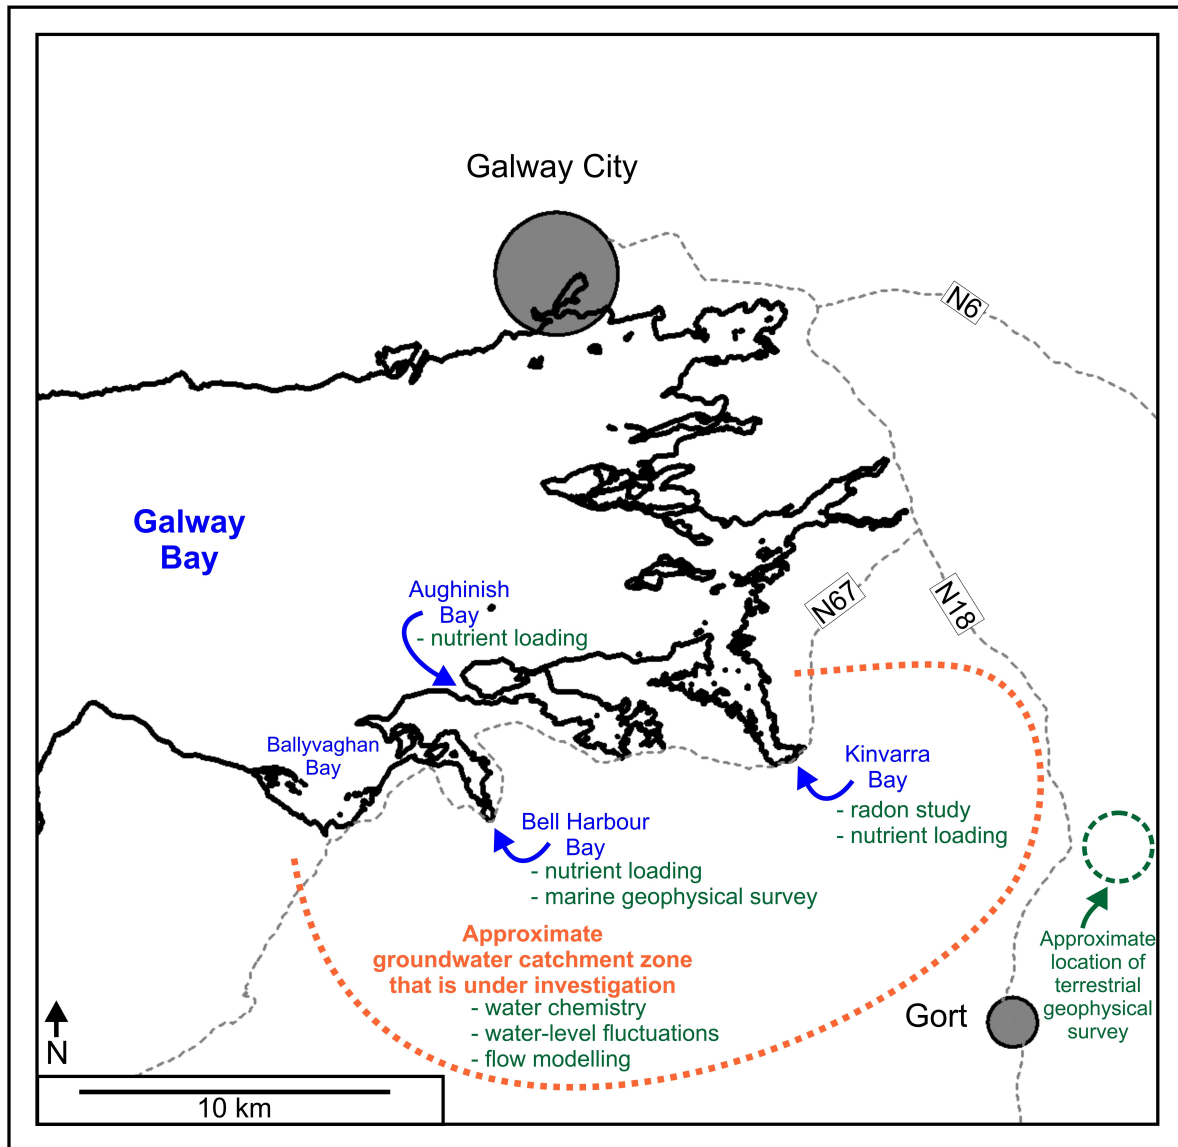 Galway City
N6
Galway
Bay
Aughinish
Bay
- nutrient loading
N67
N18
Ballyvaghan
Bay
Kinvarra
Bay
- radon study
- nutrient loading
Bell Harbour
Bay
- nutrient loading
- marine geophysical survey
Approximate
groundwater catchment zone
that is under investigation
- water chemistry
- water-level fluctuations
- flow modelling
Approximate
location of
terrestrial
geophysical
survey
Gort
N
10 km